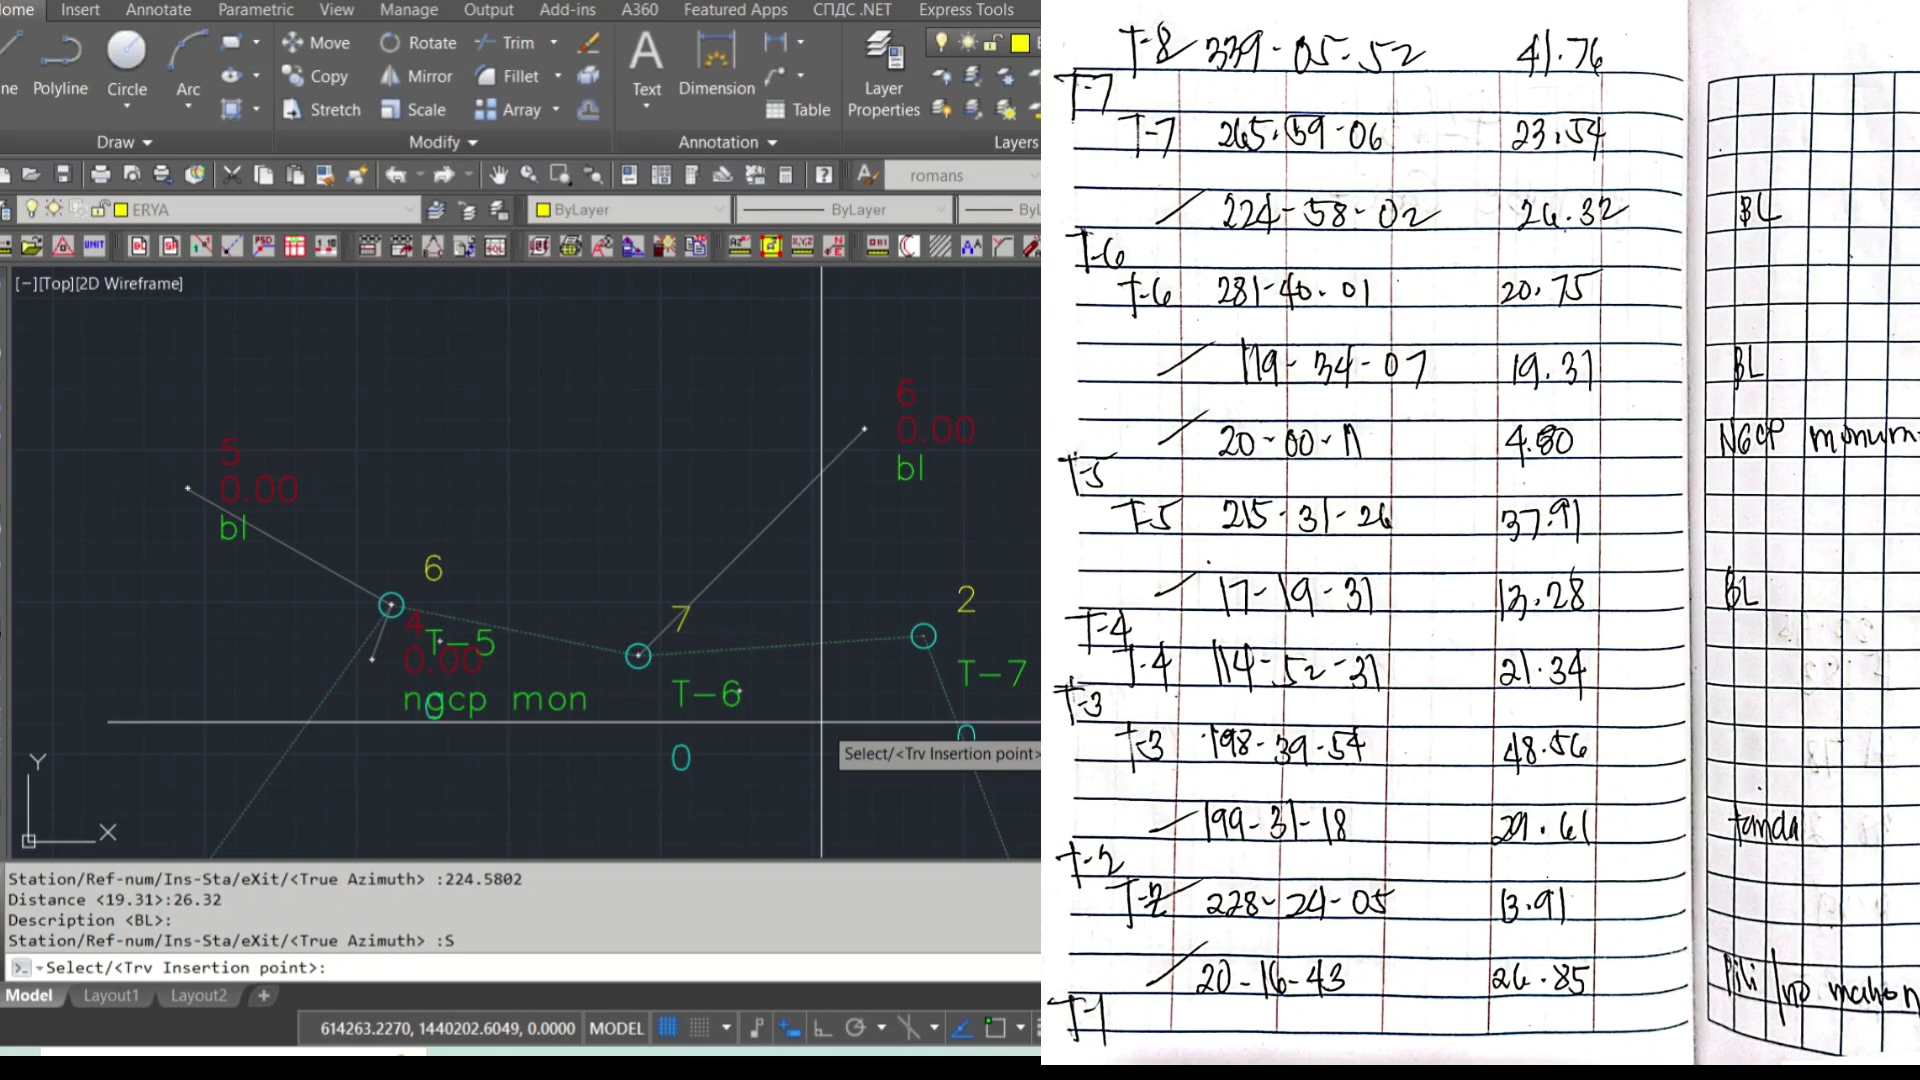 ome Insert Annotate Parametric View Manage Output Add-ins A360 Featured Apps СПДС .NET Express Tools
Move Rotate Trim
Copy Mirror Fillet
Stretch Scale Array
ne Polyline Circle Arc
Text Dimension
Table
Layer Properties
Draw Modify Annotation Layers
romans
ERYA ByLayer ByLayer ByL
[−][Top][2D Wireframe]
5
0.00
bl
6
0.00
bl
6
4
T-5
0.00
ngcp mon
0
7
T-6
0
2
T-7
0
Y
X
Select/<Trv Insertion point>
Station/Ref-num/Ins-Sta/eXit/<True Azimuth> :224.5802
Distance <19.31>:26.32
Description <BL>:
Station/Ref-num/Ins-Sta/eXit/<True Azimuth> :S
Select/<Trv Insertion point>:
Model Layout1 Layout2 +
614263.2270, 1440202.6049, 0.0000 MODEL
T-8 339-05-52 41.76
T-7
T-7 265-59-06 23.54
224-58-02 26.32 BL
T-6
T-6 281-40-01 20.75
119-34-07 19.31 BL
20-00-11 4.80 NGCP monum
T-5
T-5 215-31-26 37.91
17-19-31 13.28 BL
T-4
T-4 114-52-31 21.34
T-3
T-3 198-39-54 48.56
199-31-18 29.61 tanda
T-2
T-2 228-24-05 13.91
20-16-43 26.85 Pili/no mahon
T-1